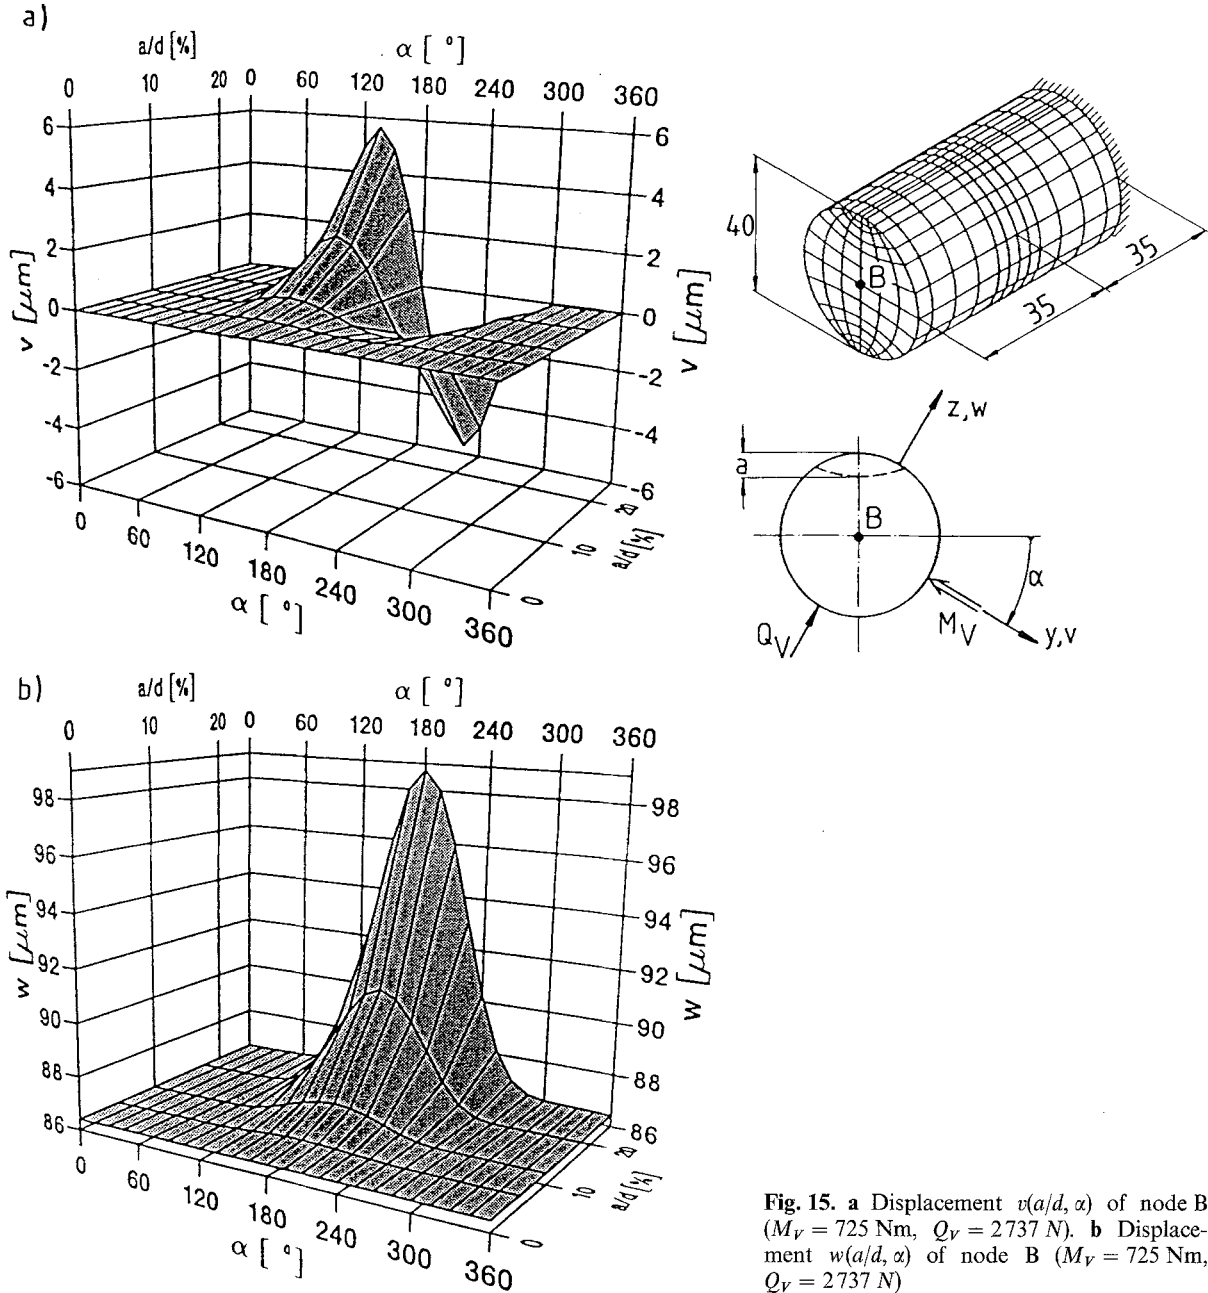 a)
a/d [%]
α [ ° ]
0 10 20 0 60 120 180 240 300 360
6 6
4 4
2 2
0 0
-2 -2
-4 -4
-6 -6
v [μm]
v [μm]
0 60 120 180 240 300 360
α [ ° ]
0 10 20
a/d [%]
40
B
35
35
z,w
a
B
α
Q_V
M_V
y,v
b)
a/d [%]
α [ ° ]
0 10 20 0 60 120 180 240 300 360
98 98
96 96
94 94
92 92
90 90
88 88
86 86
w [μm]
w [μm]
0 60 120 180 240 300 360
α [ ° ]
0 10 20
a/d [%]
Fig. 15. a Displacement v(a/d, α) of node B
(M_V = 725 Nm, Q_V = 2737 N). b Displace-
ment w(a/d, α) of node B (M_V = 725 Nm,
Q_V = 2737 N)